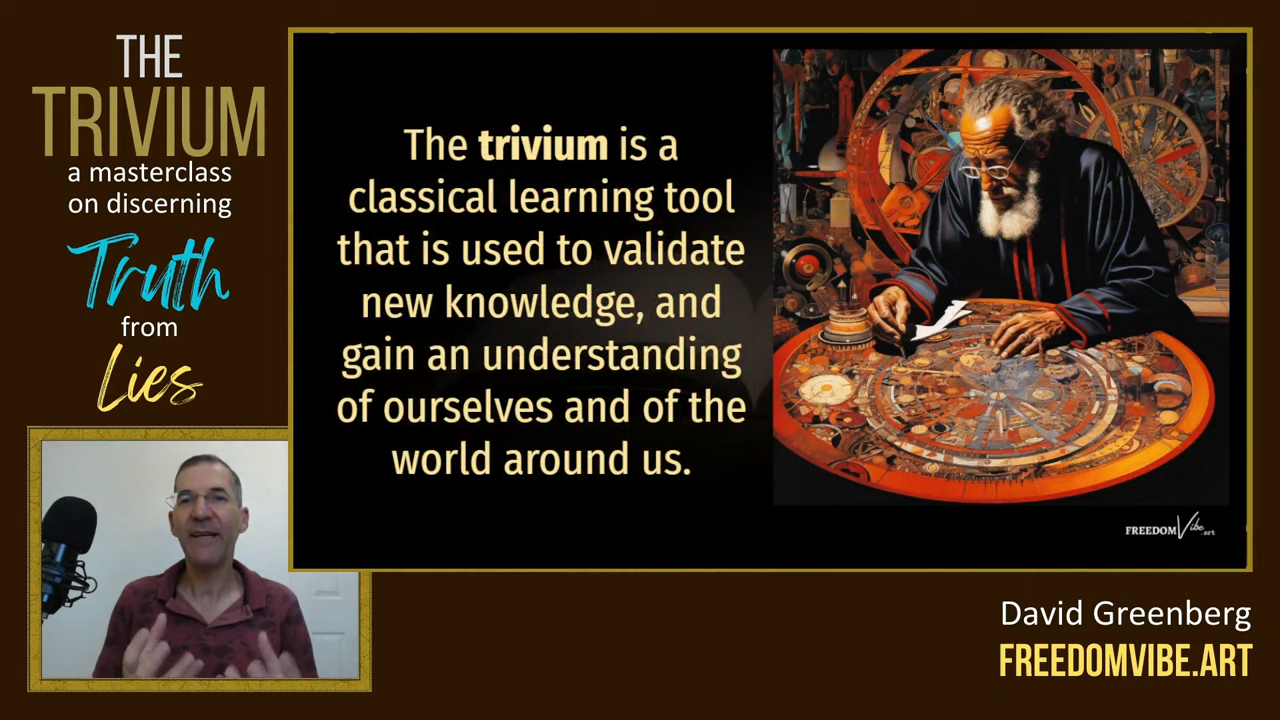 THE
TRIVIUM
a masterclass
on discerning
Truth
from
Lies
The trivium is a
classical learning tool
that is used to validate
new knowledge, and
gain an understanding
of ourselves and of the
world around us.
FREEDOMVibe.art
David Greenberg
FREEDOMVIBE.ART